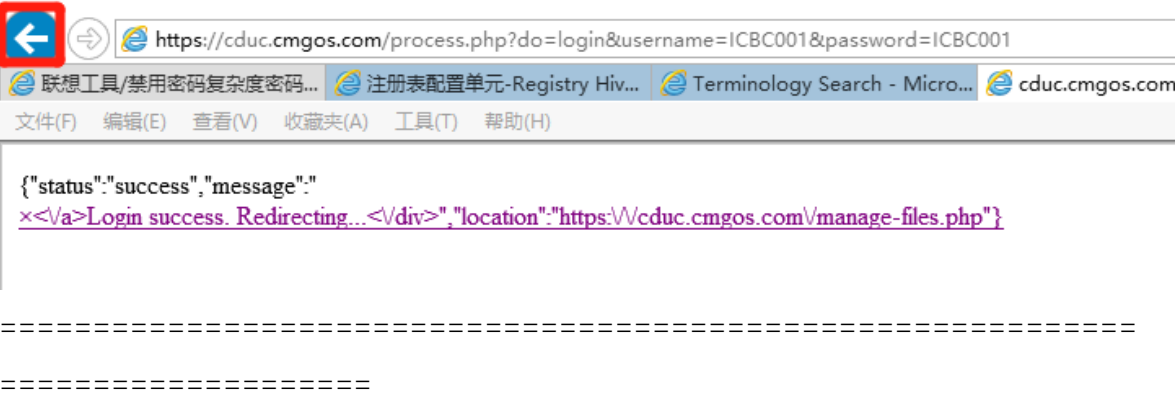 https://cduc.cmgos.com/process.php?do=login&username=ICBC001&password=ICBC001
联想工具/禁用密码复杂度密码... 注册表配置单元-Registry Hiv... Terminology Search - Micro... cduc.cmgos.com
文件(F) 编辑(E) 查看(V) 收藏夹(A) 工具(T) 帮助(H)
{"status":"success","message":"
×<\/a>Login success. Redirecting...<\/div>","location":"https:\/\/cduc.cmgos.com\/manage-files.php"}
=============================================================
====================